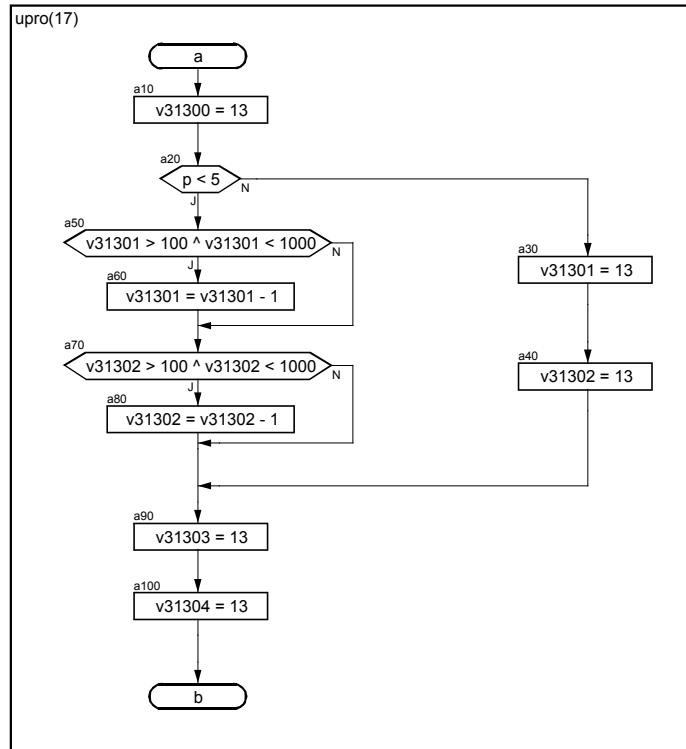 upro(17)
a
a10
v31300 = 13
a20
p < 5
N
J
a50
v31301 > 100 ^ v31301 < 1000
N
J
a30
v31301 = 13
a60
v31301 = v31301 - 1
a70
v31302 > 100 ^ v31302 < 1000
N
J
a40
v31302 = 13
a80
v31302 = v31302 - 1
a90
v31303 = 13
a100
v31304 = 13
b